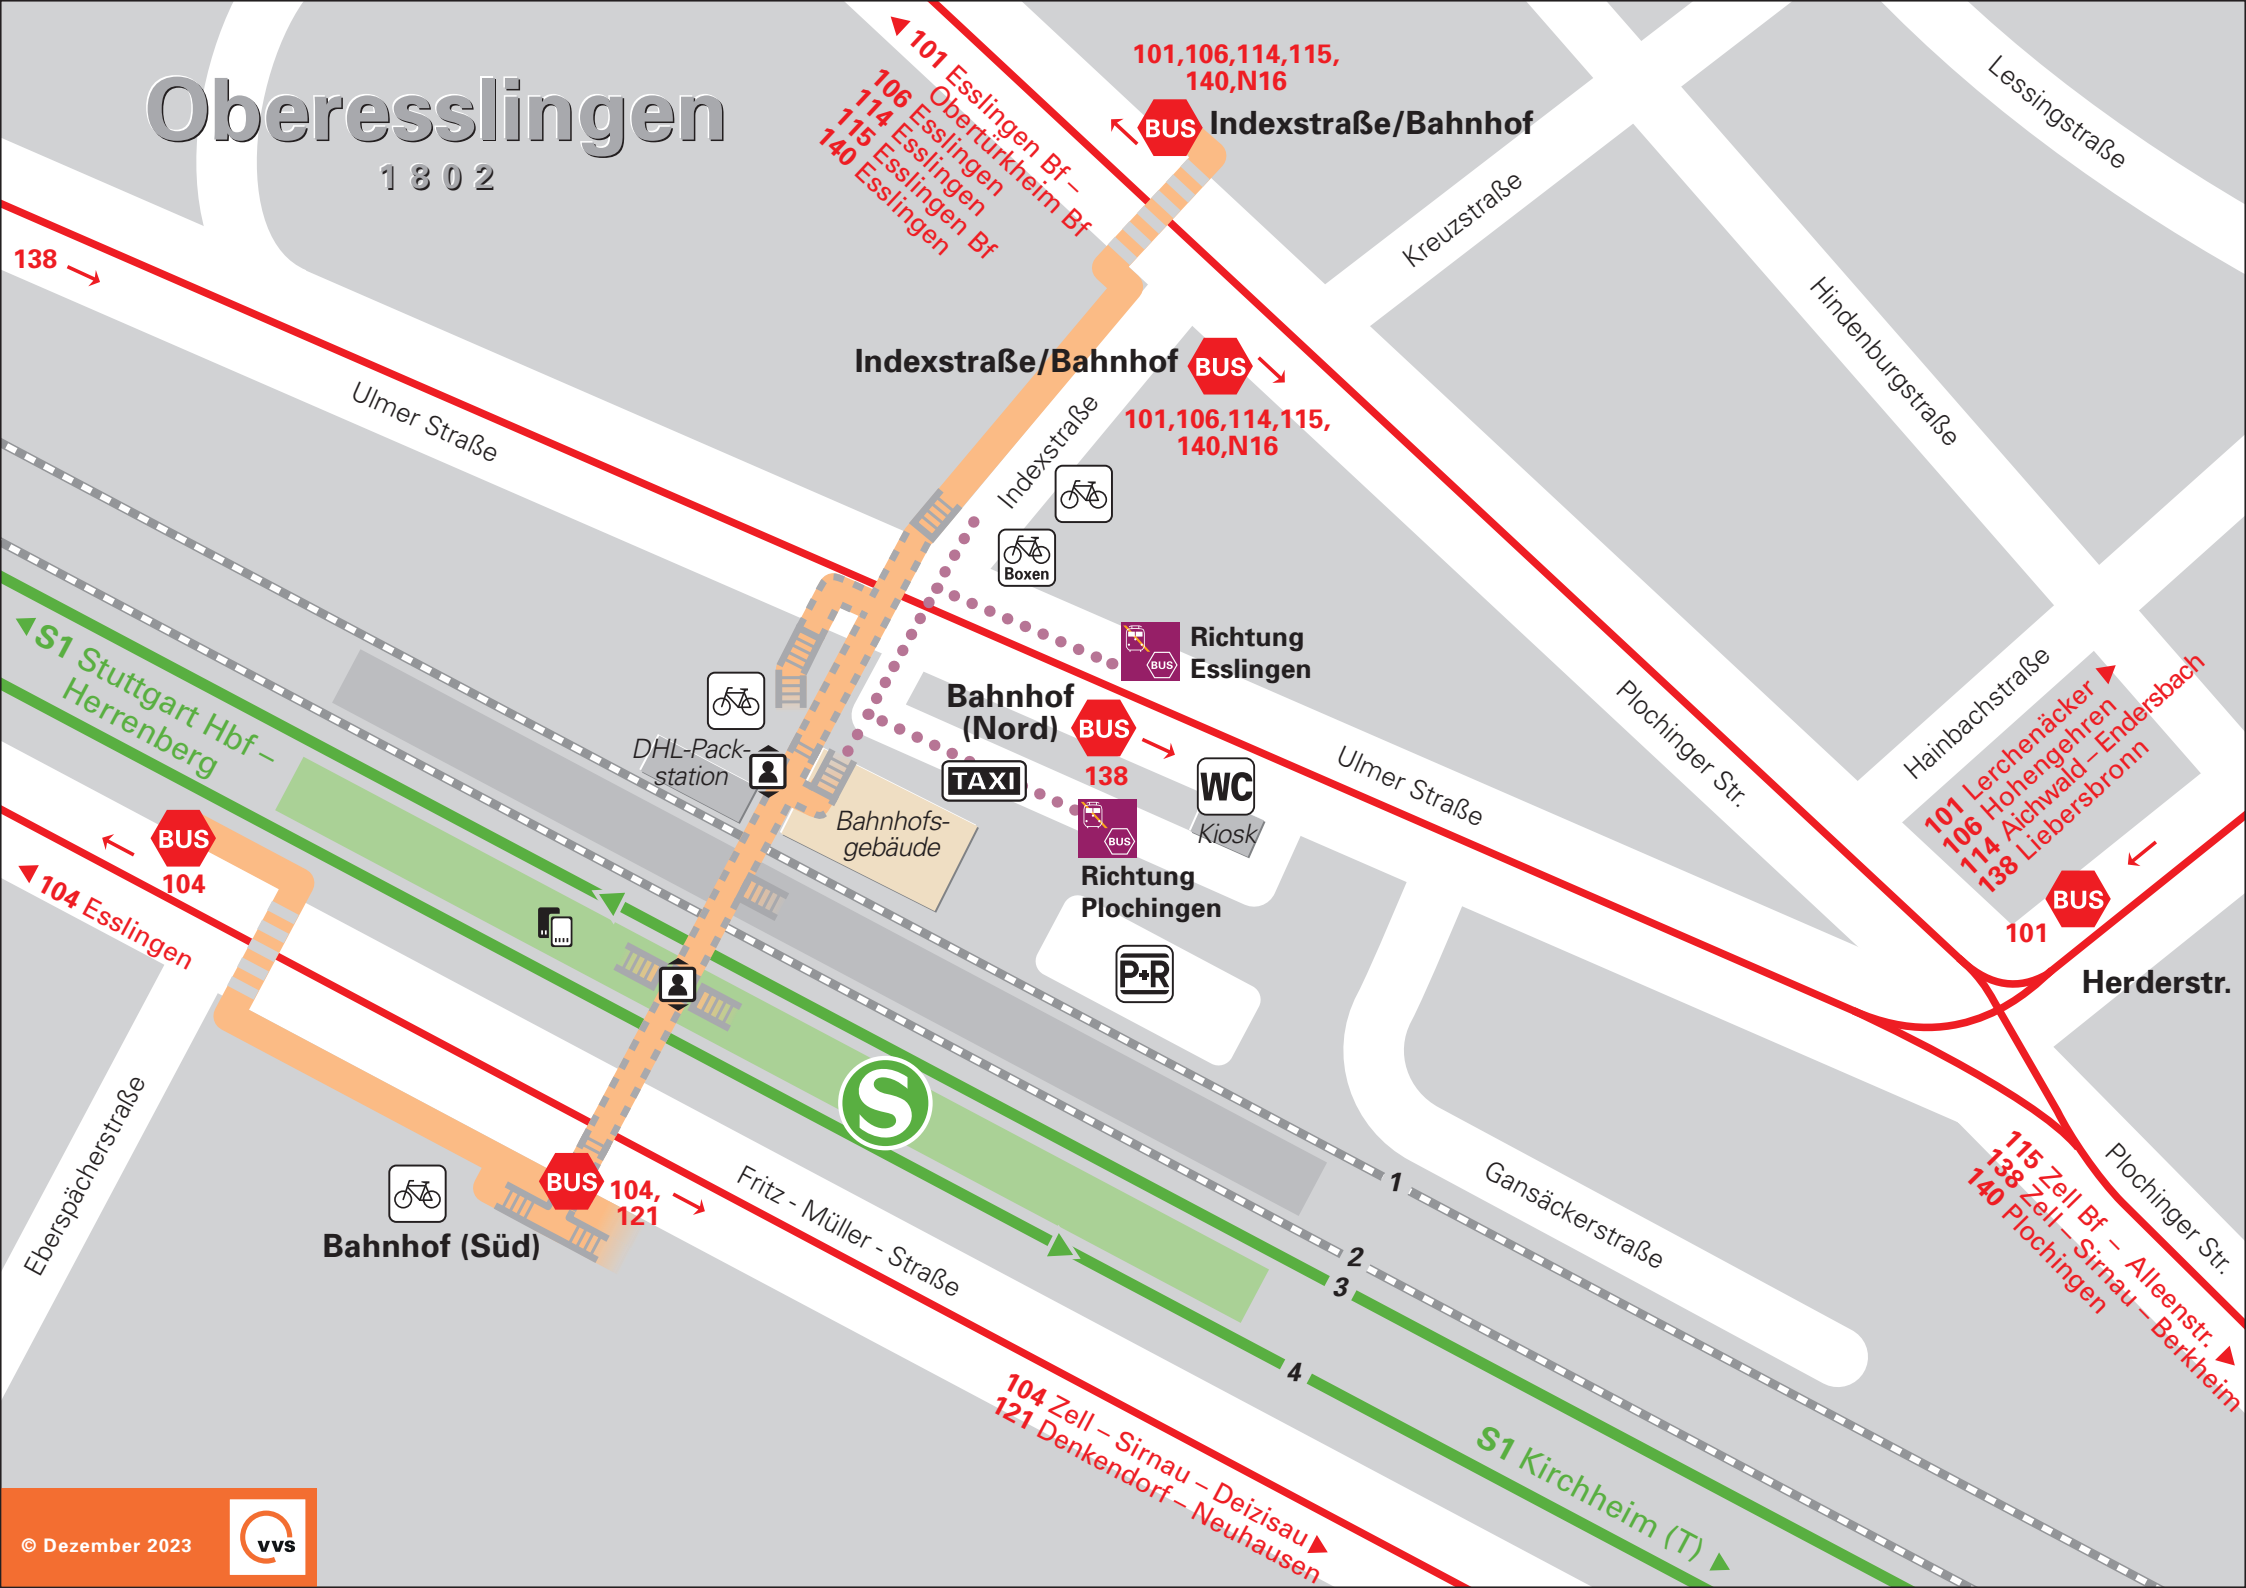 Oberesslingen
1802
101 Esslingen Bf –
Obertürkheim Bf
106 Esslingen
114 Esslingen
115 Esslingen Bf
140 Esslingen
101,106,114,115,
140,N16
BUS
Indexstraße/Bahnhof
Lessingstraße
Kreuzstraße
Hindenburgstraße
138
Ulmer Straße
Indexstraße/Bahnhof
BUS
101,106,114,115,
140,N16
Indexstraße
Boxen
BUS
Richtung
Esslingen
Bahnhof
(Nord)
BUS
138
TAXI
WC
Kiosk
BUS
Richtung
Plochingen
P+R
Ulmer Straße
Plochinger Str.
Hainbachstraße
101 Lerchenäcker
106 Hohengehren
114 Aichwald – Endersbach
138 Liebersbronn
BUS
101
Herderstr.
S1 Stuttgart Hbf –
Herrenberg
DHL-Pack-
station
Bahnhofs-
gebäude
BUS
104
104 Esslingen
S
Eberspächerstraße
BUS
104,
121
Bahnhof (Süd)
Fritz - Müller - Straße
1
2
3
4
Gansäckerstraße
115 Zell Bf – Alleenstr.
138 Zell – Sirnau – Berkheim
140 Plochingen
Plochinger Str.
104 Zell – Sirnau – Deizisau
121 Denkendorf – Neuhausen
S1 Kirchheim (T)
© Dezember 2023
vvs